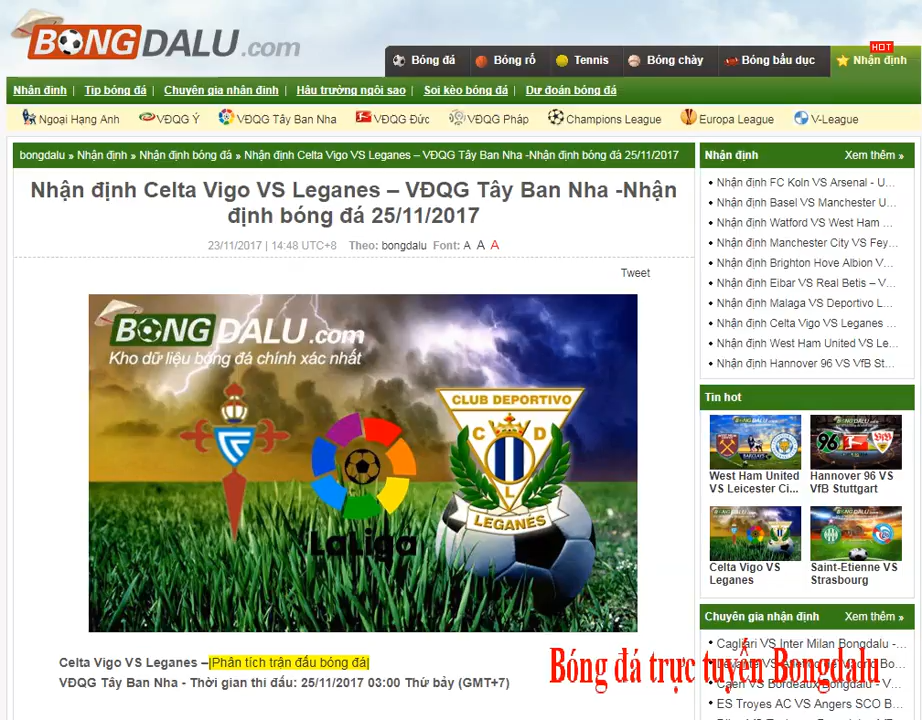 BONGDALU.com
Bóng đá
Bóng rổ
Tennis
Bóng chày
Bóng bầu dục
HOT
Nhận định
Nhận định | Tip bóng đá | Chuyên gia nhận định | Hậu trường ngôi sao | Soi kèo bóng đá | Dự đoán bóng đá
Ngoại Hạng Anh VĐQG Ý VĐQG Tây Ban Nha VĐQG Đức VĐQG Pháp Champions League Europa League V-League
bongdalu » Nhận định » Nhận định bóng đá » Nhận định Celta Vigo VS Leganes – VĐQG Tây Ban Nha -Nhận định bóng đá 25/11/2017
Nhận định Celta Vigo VS Leganes – VĐQG Tây Ban Nha -Nhận
định bóng đá 25/11/2017
23/11/2017 | 14:48 UTC+8 Theo: bongdalu Font: A A A
Tweet
BONGDALU.com
Kho dữ liệu bóng đá chính xác nhất
CLUB DEPORTIVO
C D
L
LEGANÉS
LaLiga
Celta Vigo VS Leganes –|Phân tích trận đấu bóng đá|
VĐQG Tây Ban Nha - Thời gian thi đấu: 25/11/2017 03:00 Thứ bảy (GMT+7)
Nhận định Xem thêm »
Nhận định FC Koln VS Arsenal - U...
Nhận định Basel VS Manchester U...
Nhận định Watford VS West Ham ...
Nhận định Manchester City VS Fey...
Nhận định Brighton Hove Albion V...
Nhận định Eibar VS Real Betis – V...
Nhận định Malaga VS Deportivo L...
Nhận định Celta Vigo VS Leganes ...
Nhận định West Ham United VS Le...
Nhận định Hannover 96 VS VfB St...
Tin hot
West Ham United
VS Leicester Ci...
Hannover 96 VS
VfB Stuttgart
Celta Vigo VS
Leganes
Saint-Etienne VS
Strasbourg
Chuyên gia nhận định Xem thêm »
Cagliari VS Inter Milan Bongdalu -...
Caen VS Bordeaux Bongdalu - V...
ES Troyes AC VS Angers SCO B...
Bóng đá trực tuyến Bongdalu